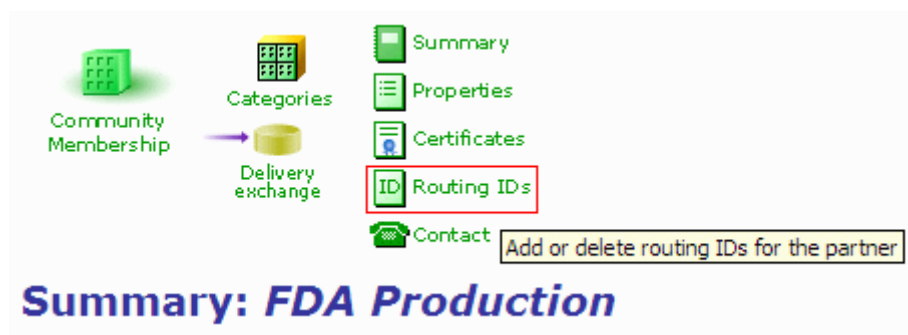 Community
Membership
Categories
Delivery
exchange
Summary
Properties
Certificates
ID Routing IDs
Contact
Add or delete routing IDs for the partner
Summary: FDA Production